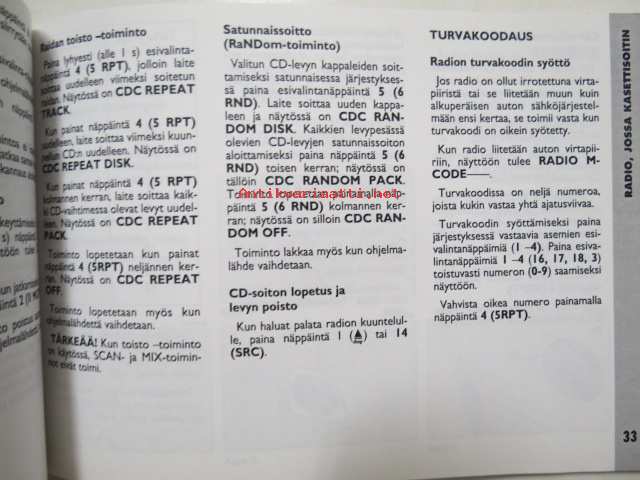 Raidan toisto –toiminto
Paina lyhyesti (alle 1 s) esivalinta-
näppäintä 4 (5 RPT), jolloin laite
soittaa uudelleen viimeksi soitetun
raidan. Näytössä on CDC REPEAT
TRACK.
Kun painat näppäintä 4 (5 RPT)
uudelleen, laite soittaa viimeksi kuun-
nellun CD:n uudelleen. Näytössä on
CDC REPEAT DISK.
Kun painat näppäintä 4 (5 RPT)
kolmannen kerran, laite soittaa kaik-
ki CD-vaihtimessa olevat levyt uudel-
leen. Näytössä on CDC REPEAT
PACK.
Toiminto lopetetaan kun painat
näppäintä 4 (5RPT) neljännen ker-
ran. Näytössä on CDC REPEAT
OFF.
Toiminto lopetetaan myös kun
ohjelmalähdettä vaihdetaan.
TÄRKEÄÄ! Kun toisto –toiminto
on käytössä, SCAN- ja MIX-toimin-
not eivät toimi.
Satunnaissoitto
(RaNDom-toiminto)
Valitun CD-levyn kappaleiden soit-
tamiseksi satunnaisessa järjestykses-
sä paina esivalintanäppäintä 5 (6
RND). Laite soittaa uuden kappa-
leen ja näytössä on CDC RAN-
DOM DISK. Kaikkien levypesässä
olevien CD-levyjen satunnaissoiton
aloittamiseksi paina näppäintä 5 (6
RND) toisen kerran; näytössä on
tällöin CDC RANDOM PACK.
Toiminto lopetetaan painamalla näp-
päintä 5 (6 RND) kolmannen ker-
ran; näytössä on silloin CDC RAN-
DOM OFF.
Toiminto lakkaa myös kun ohjelma-
lähde vaihdetaan.
CD-soiton lopetus ja
levyn poisto
Kun haluat palata radion kuuntelul-
le, paina näppäintä 1 (⏏) tai 14
(SRC).
TURVAKOODAUS
Radion turvakoodin syöttö
Jos radio on ollut irrotettuna virta-
piiristä tai se liitetään muun kuin
alkuperäisen auton sähköjärjestel-
mään ensi kertaa, se toimii vasta kun
turvakoodi on oikein syötetty.
Kun radio liitetään auton virtapii-
riin, näyttöön tulee RADIO M-
CODE——.
Turvakoodissa on neljä numeroa,
joista kukin vastaa yhtä ajatusviivaa.
Turvakoodin syöttämiseksi paina
järjestyksessä vastaavia asemien esi-
valintanäppäimiä (1 –4). Paina esiva-
lintanäppäimiä 1 –4 (16, 17, 18, 3)
toistuvasti numeron (0-9) saamiseksi
näyttöön.
Vahvista oikea numero painamalla
näppäintä 4 (5RPT).
RADIO, JOSSA KASETTISOITIN
33